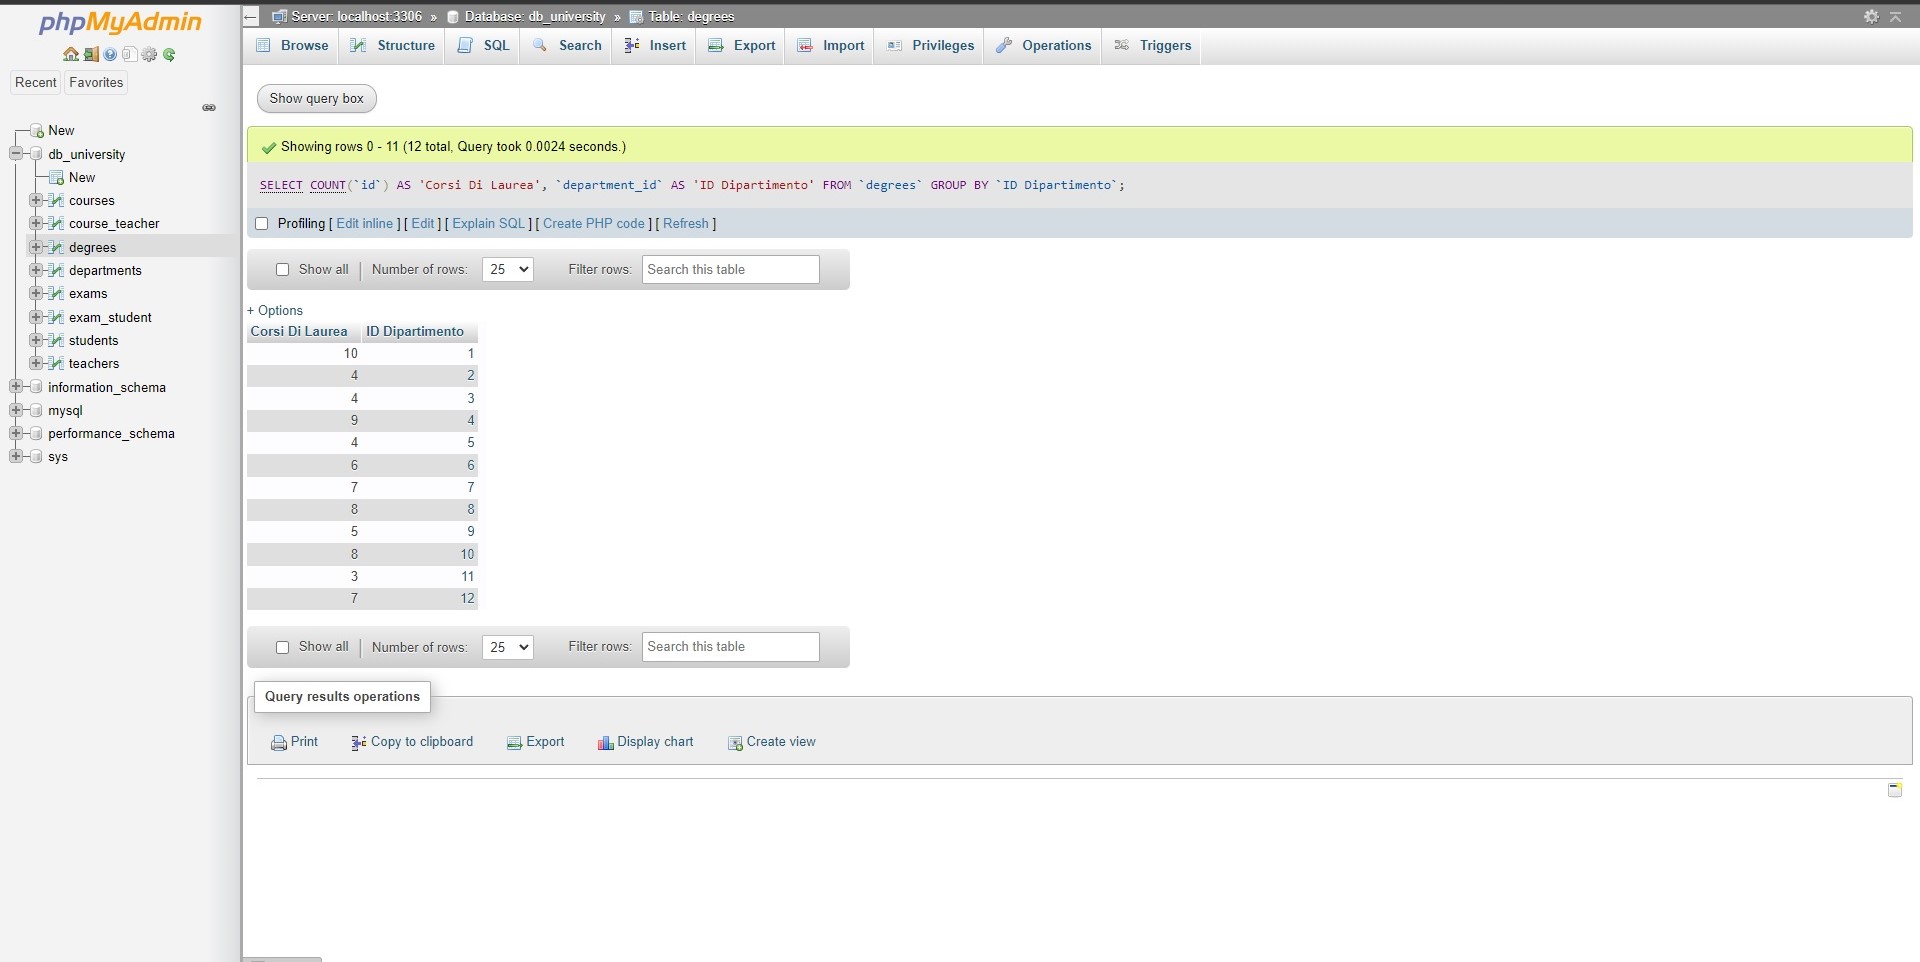 phpMyAdmin
Recent Favorites
New
db_university
New
courses
course_teacher
degrees
departments
exams
exam_student
students
teachers
information_schema
mysql
performance_schema
sys
Server: localhost:3306 » Database: db_university » Table: degrees
Browse Structure SQL Search Insert Export Import Privileges Operations Triggers
Show query box
Showing rows 0 - 11 (12 total, Query took 0.0024 seconds.)
SELECT COUNT(`id`) AS 'Corsi Di Laurea', `department_id` AS 'ID Dipartimento' FROM `degrees` GROUP BY `ID Dipartimento`;
Profiling [ Edit inline ] [ Edit ] [ Explain SQL ] [ Create PHP code ] [ Refresh ]
Show all | Number of rows: 25 Filter rows: Search this table
+ Options
Corsi Di Laurea ID Dipartimento
10 1
4 2
4 3
9 4
4 5
6 6
7 7
8 8
5 9
8 10
3 11
7 12
Show all | Number of rows: 25 Filter rows: Search this table
Query results operations
Print Copy to clipboard Export Display chart Create view